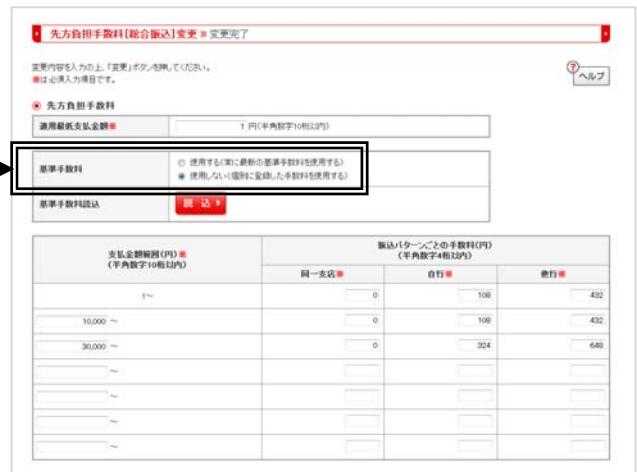 先方負担手数料[総合振込]変更 ≫ 変更完了
変更内容を入力の上、「変更」ボタンを押してください。
※は必須入力項目です。
ヘルプ
先方負担手数料
適用最低支払金額※ 1 円(半角数字10桁以内)
基準手数料
使用する(常に最新の基準手数料を使用する)
使用しない(個別に登録した手数料を使用する)
基準手数料読込 読 込
支払金額範囲(円)※
(半角数字10桁以内)
振込パターンごとの手数料(円)
(半角数字4桁以内)
同一支店※ 自行※ 他行※
1~ 0 108 432
10,000 ~ 0 108 432
30,000 ~ 0 324 648
~
~
~
~